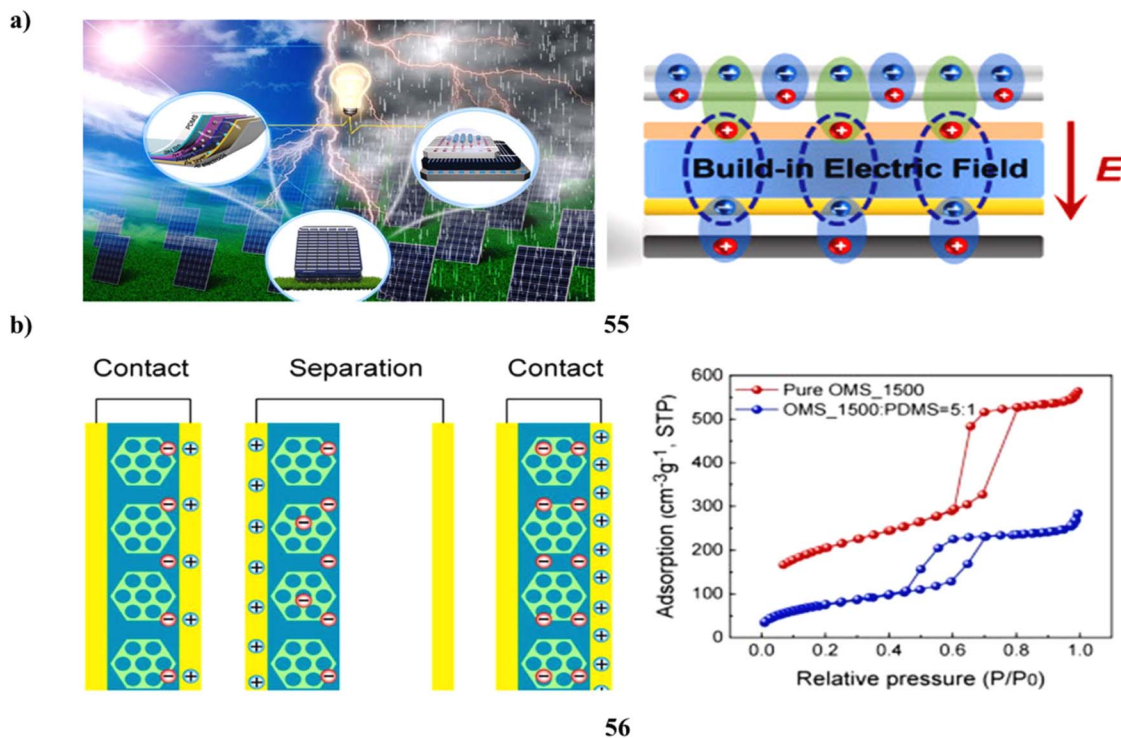 a)
PDMS
Build-in Electric Field
E
55
b)
Contact
Separation
Contact
Pure OMS_1500
OMS_1500:PDMS=5:1
Adsorption (cm⁻³g⁻¹, STP)
600
500
400
300
200
100
0
0.0 0.2 0.4 0.6 0.8 1.0
Relative pressure (P/P₀)
56